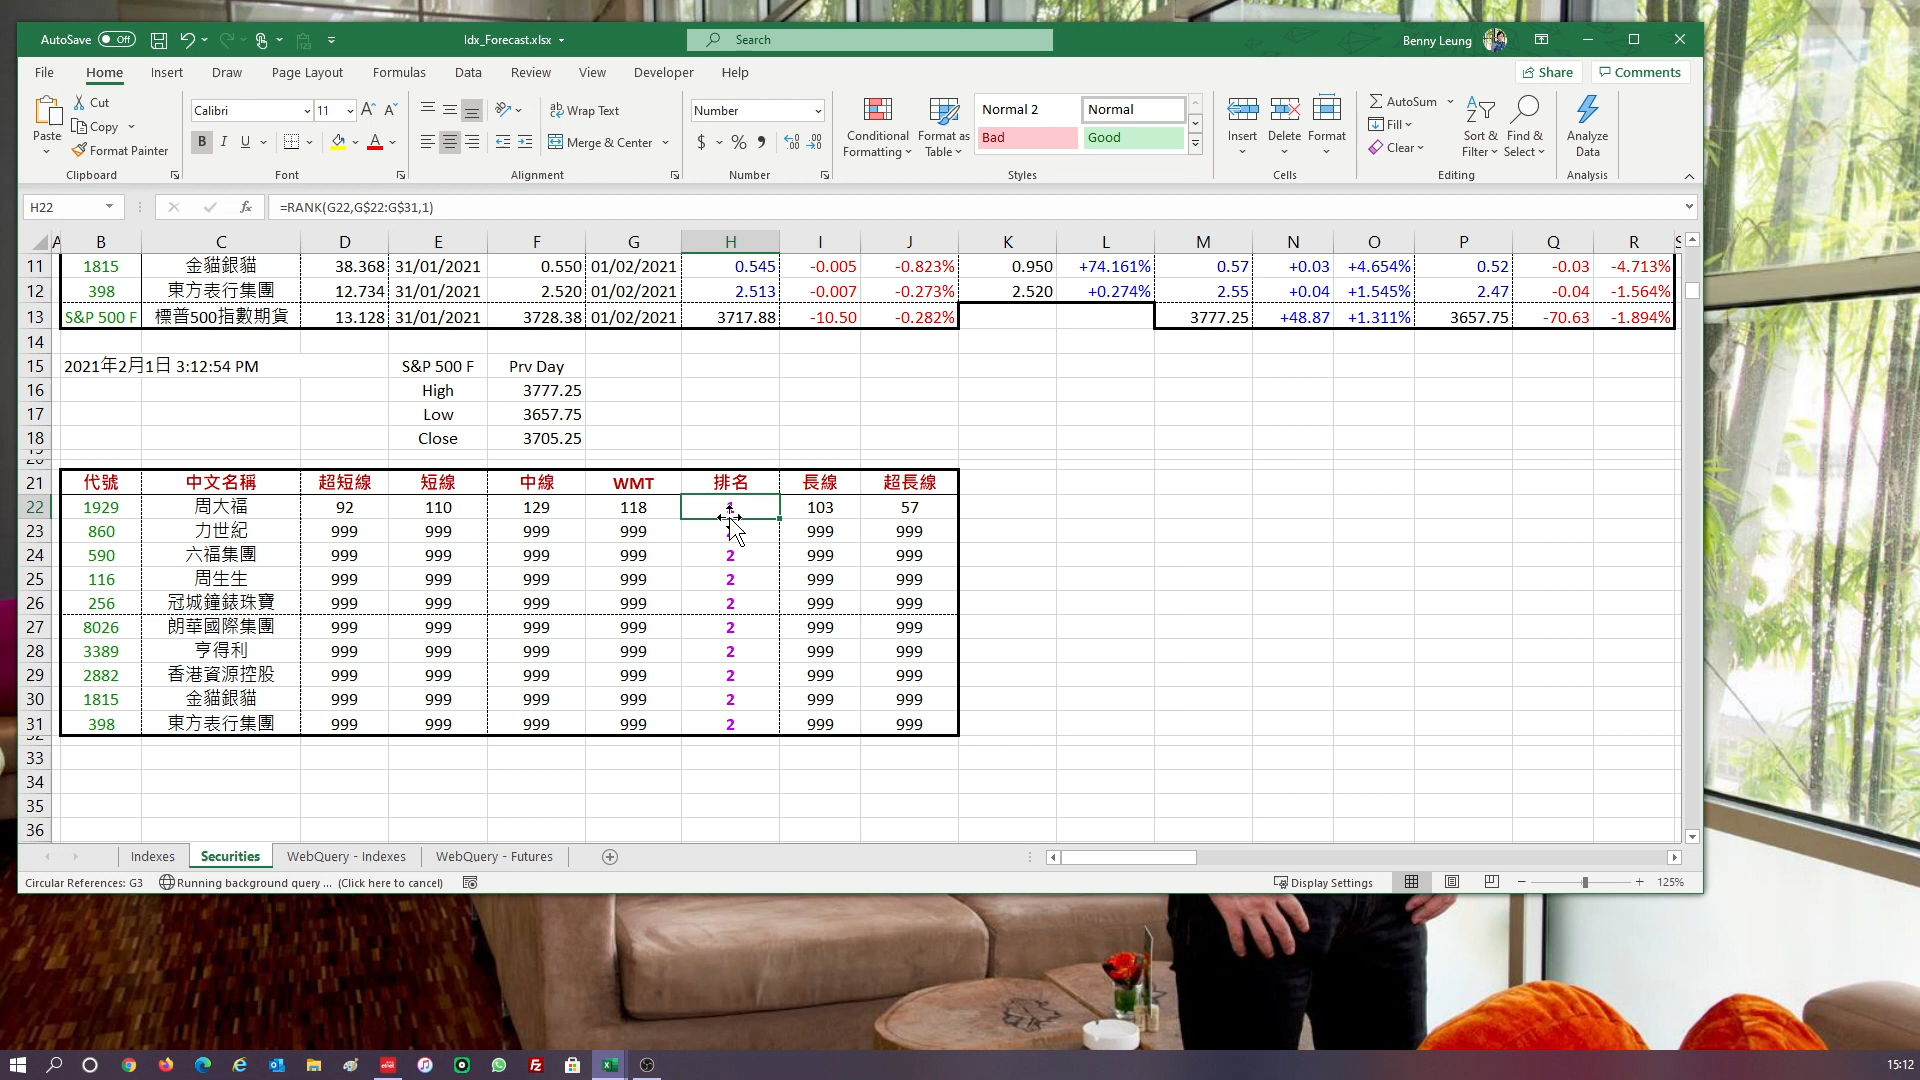 AutoSave Off Idx_Forecast.xlsx Search Benny Leung
File Home Insert Draw Page Layout Formulas Data Review View Developer Help Share Comments
Paste Cut Copy Format Painter Clipboard
Calibri 11 B I U Font
Wrap Text Merge & Center Alignment
Number $ % Number
Conditional Formatting Format as Table Normal 2 Normal Bad Good Styles
Insert Delete Format Cells
AutoSum Fill Clear Sort & Filter Find & Select Editing
Analyze Data Analysis
H22 fx =RANK(G22,G$22:G$31,1)
A B C D E F G H I J K L M N O P Q R S
11 1815 金貓銀貓 38.368 31/01/2021 0.550 01/02/2021 0.545 -0.005 -0.823% 0.950 +74.161% 0.57 +0.03 +4.654% 0.52 -0.03 -4.713%
12 398 東方表行集團 12.734 31/01/2021 2.520 01/02/2021 2.513 -0.007 -0.273% 2.520 +0.274% 2.55 +0.04 +1.545% 2.47 -0.04 -1.564%
13 S&P 500 F 標普500指數期貨 13.128 31/01/2021 3728.38 01/02/2021 3717.88 -10.50 -0.282% 3777.25 +48.87 +1.311% 3657.75 -70.63 -1.894%
14
15 2021年2月1日 3:12:54 PM S&P 500 F Prv Day
16 High 3777.25
17 Low 3657.75
18 Close 3705.25
21 代號 中文名稱 超短線 短線 中線 WMT 排名 長線 超長線
22 1929 周大福 92 110 129 118 103 57
23 860 力世紀 999 999 999 999 999 999
24 590 六福集團 999 999 999 999 2 999 999
25 116 周生生 999 999 999 999 2 999 999
26 256 冠城鐘錶珠寶 999 999 999 999 2 999 999
27 8026 朗華國際集團 999 999 999 999 2 999 999
28 3389 亨得利 999 999 999 999 2 999 999
29 2882 香港資源控股 999 999 999 999 2 999 999
30 1815 金貓銀貓 999 999 999 999 2 999 999
31 398 東方表行集團 999 999 999 999 2 999 999
33
34
35
36
Indexes Securities WebQuery - Indexes WebQuery - Futures
Circular References: G3 Running background query ... (Click here to cancel) Display Settings 125%
15:12